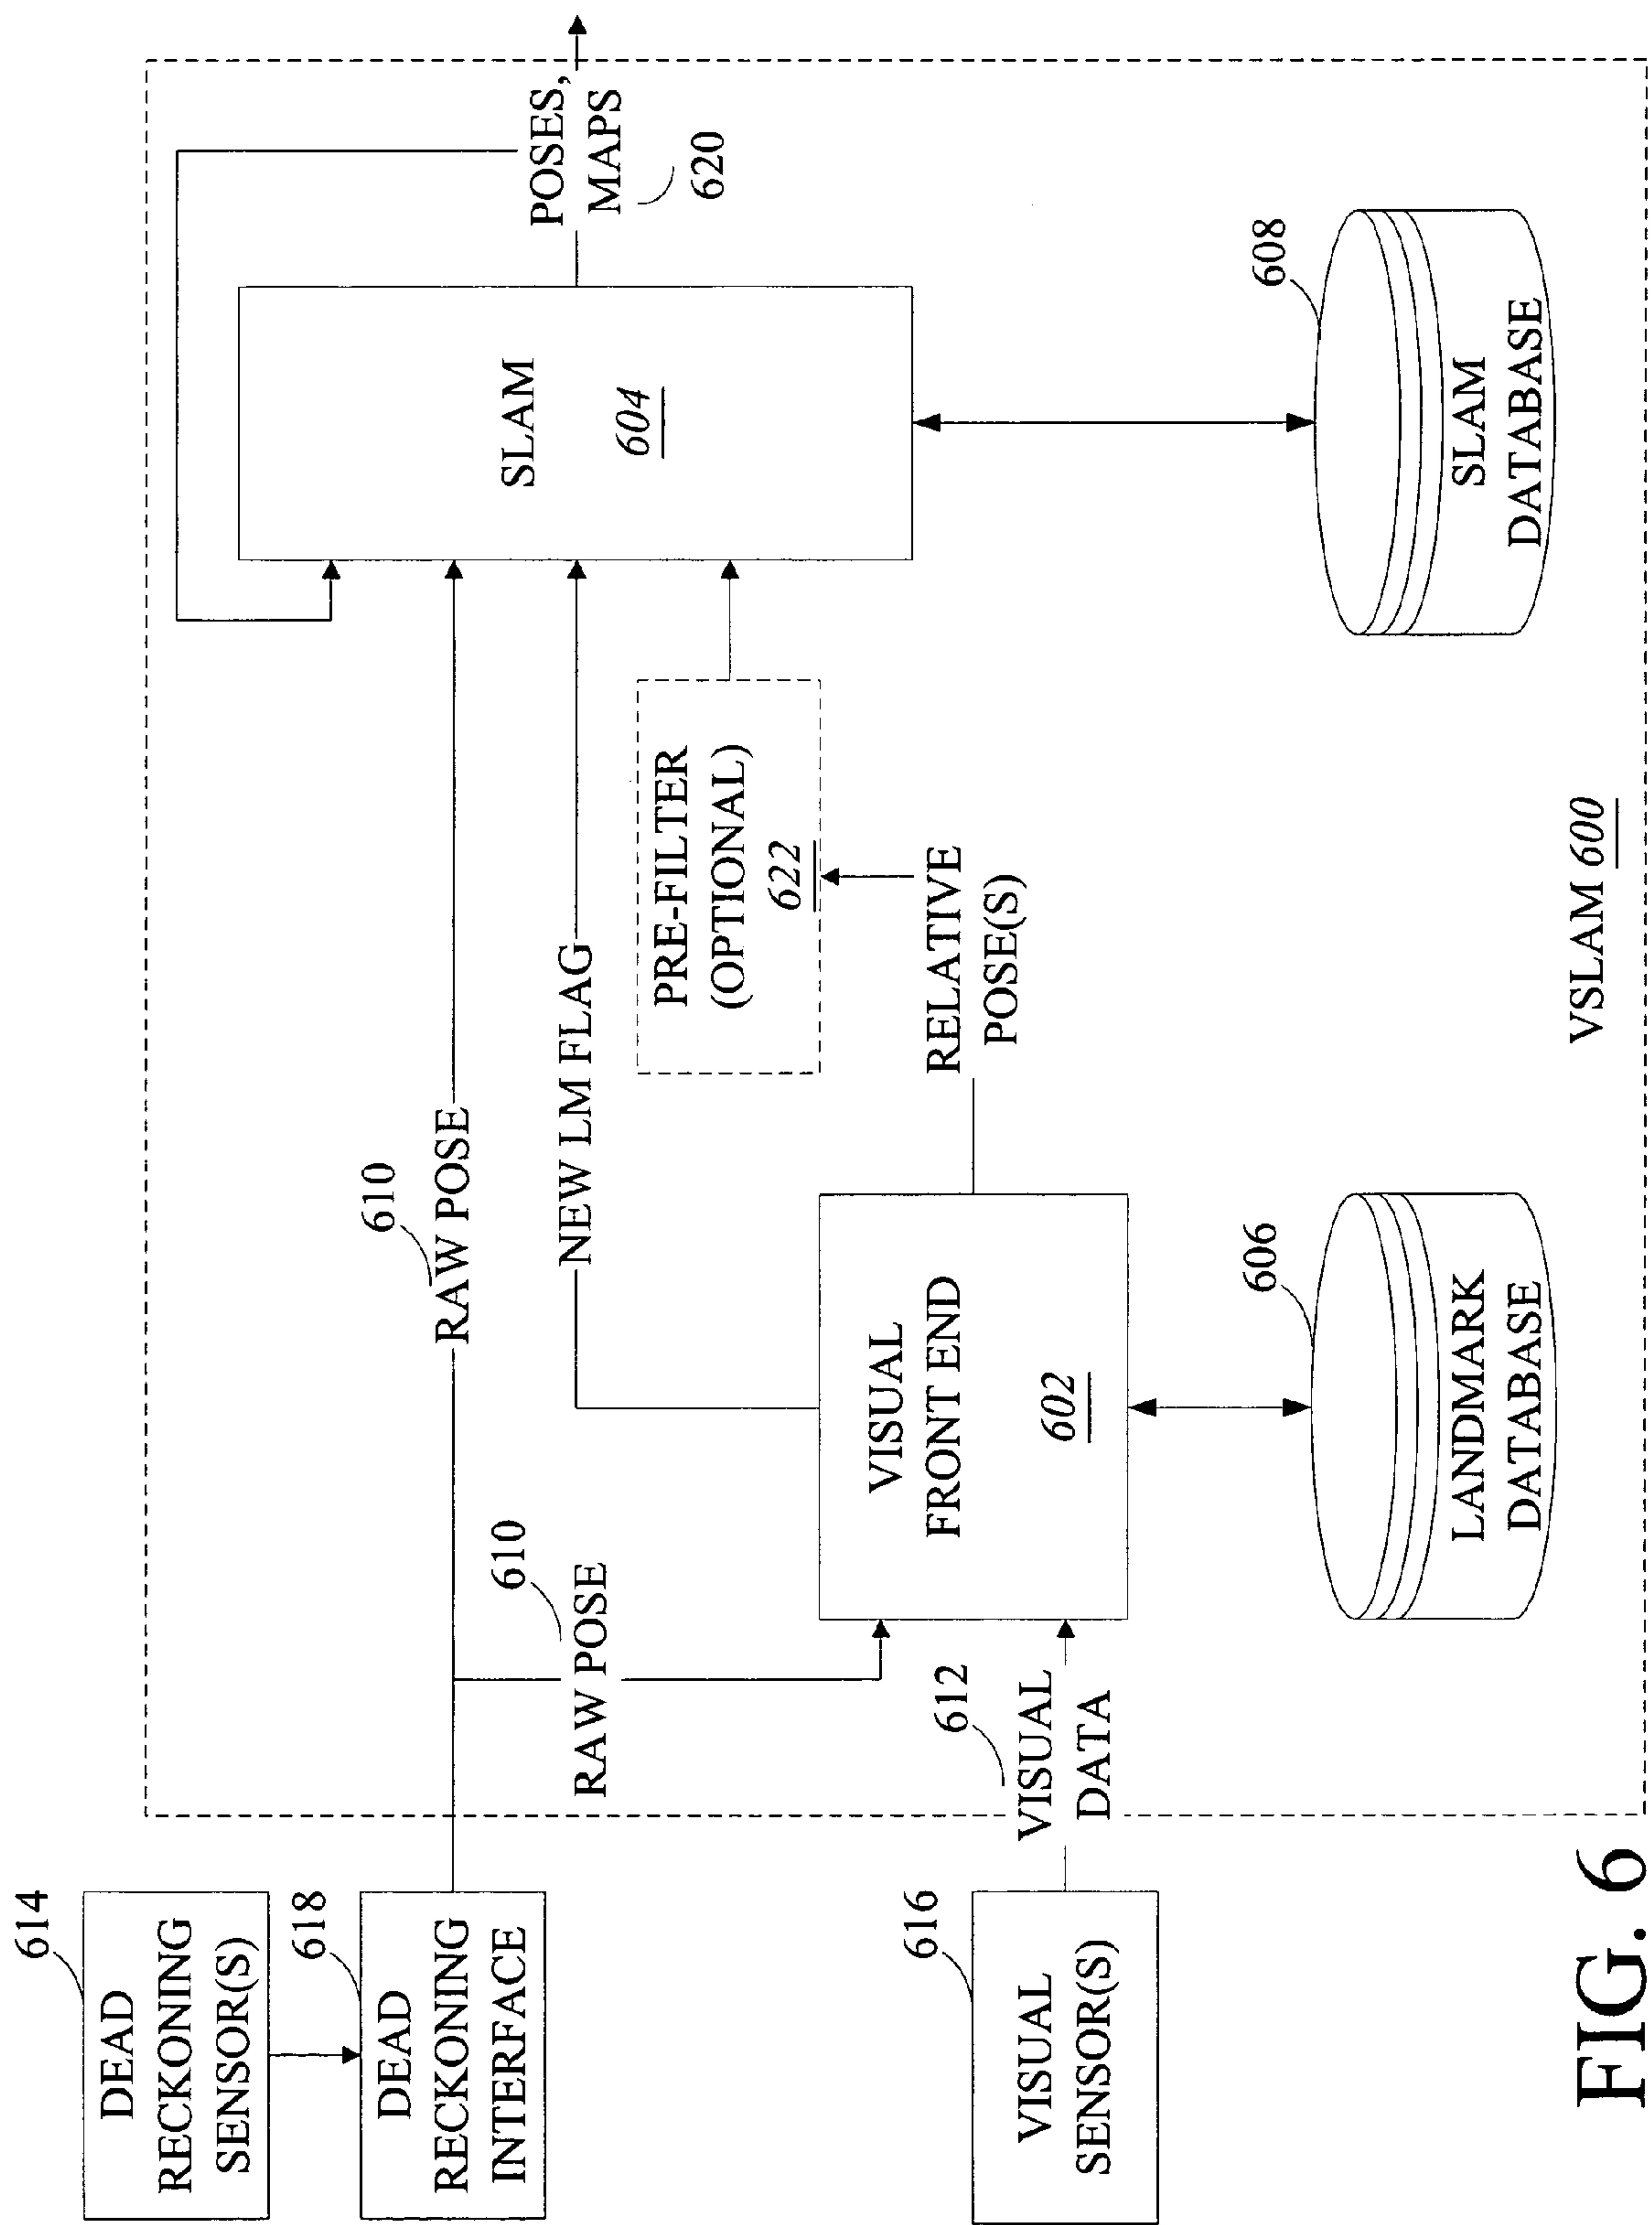 614
DEAD
RECKONING
SENSOR(S)
618
DEAD
RECKONING
INTERFACE
616
VISUAL
SENSOR(S)
610
RAW POSE
610
RAW POSE
612
VISUAL
DATA
NEW LM FLAG
VISUAL
FRONT END
602
RELATIVE
POSE(S)
PRE-FILTER
(OPTIONAL)
622
SLAM
604
POSES,
MAPS
620
606
LANDMARK
DATABASE
608
SLAM
DATABASE
VSLAM 600
FIG. 6